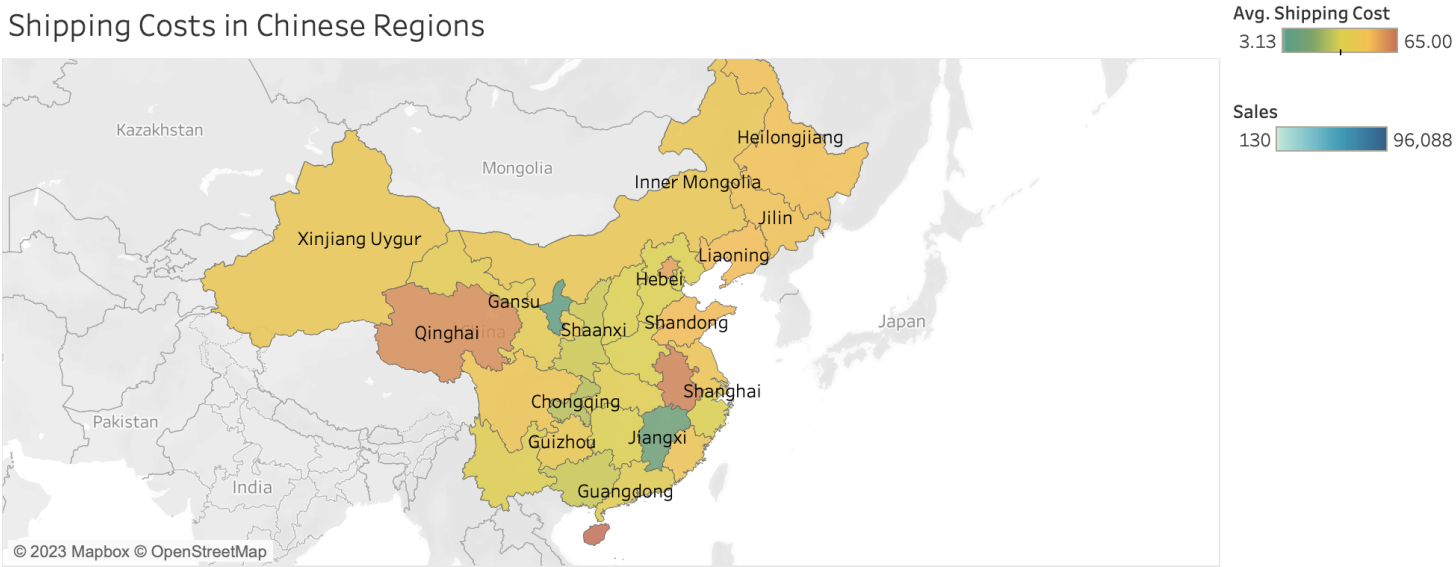 Shipping Costs in Chinese Regions
Avg. Shipping Cost
3.13 65.00
Sales
130 96,088
Kazakhstan
Mongolia
Heilongjiang
Inner Mongolia
Jilin
Xinjiang Uygur
Liaoning
Hebei
Gansu
Qinghai
China
Shaanxi
Shandong
Japan
Shanghai
Chongqing
Pakistan
Guizhou
Jiangxi
India
Guangdong
© 2023 Mapbox © OpenStreetMap